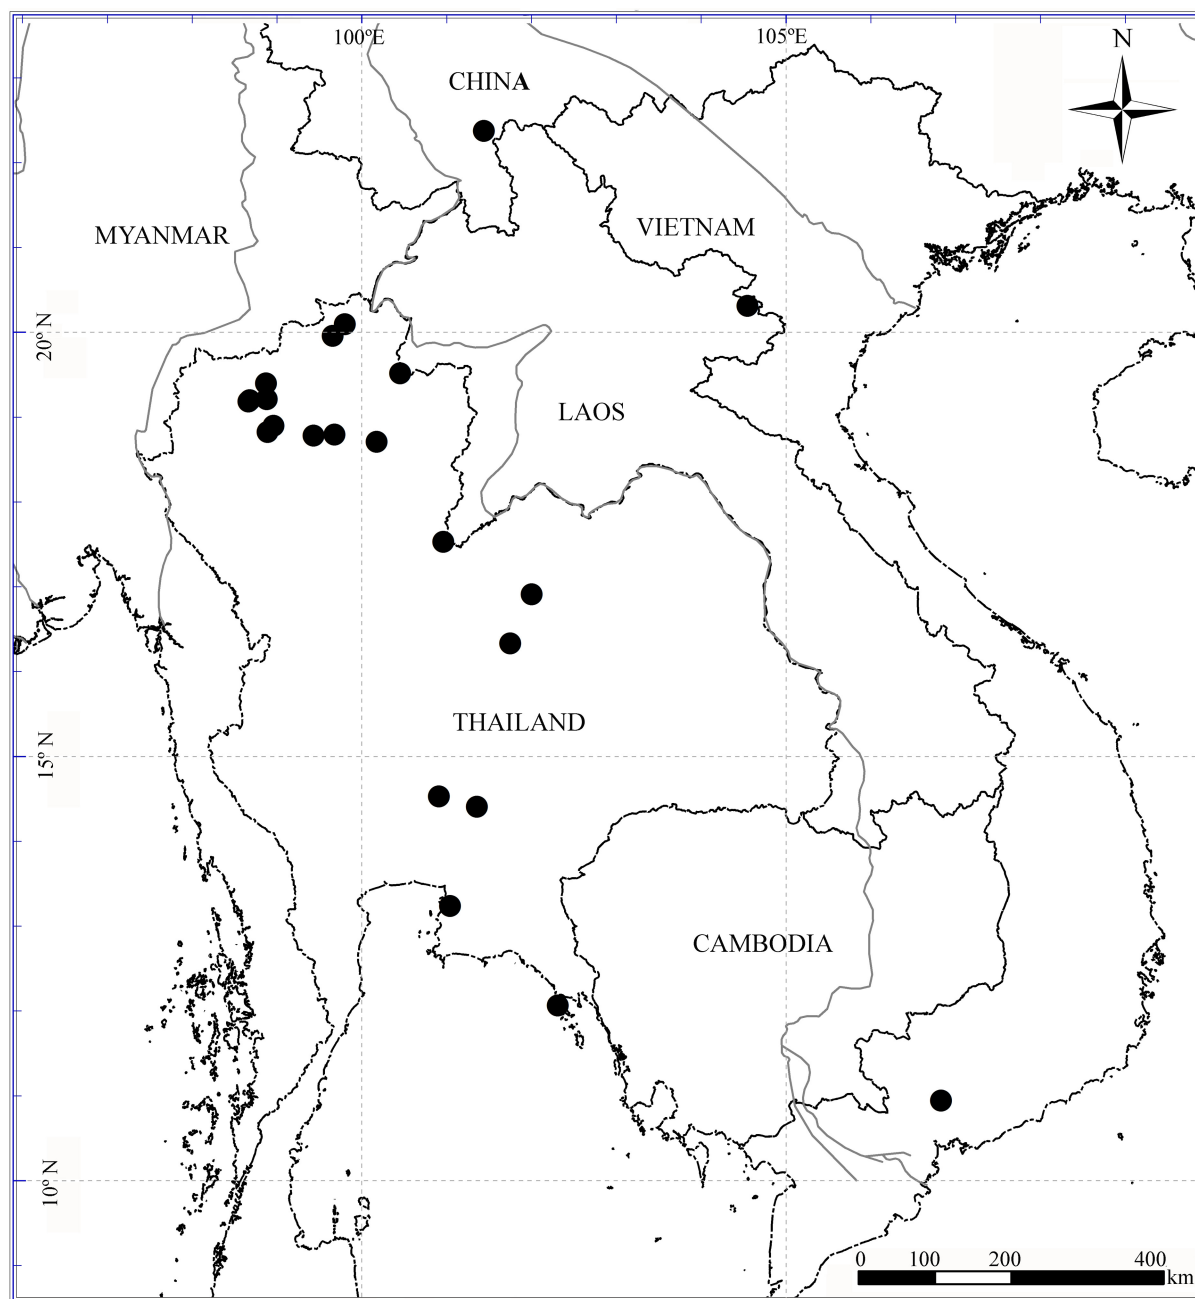 100ºE
105ºE
N
CHINA
MYANMAR
VIETNAM
20º N
LAOS
THAILAND
15º N
CAMBODIA
10º N
0 100 200 400
km